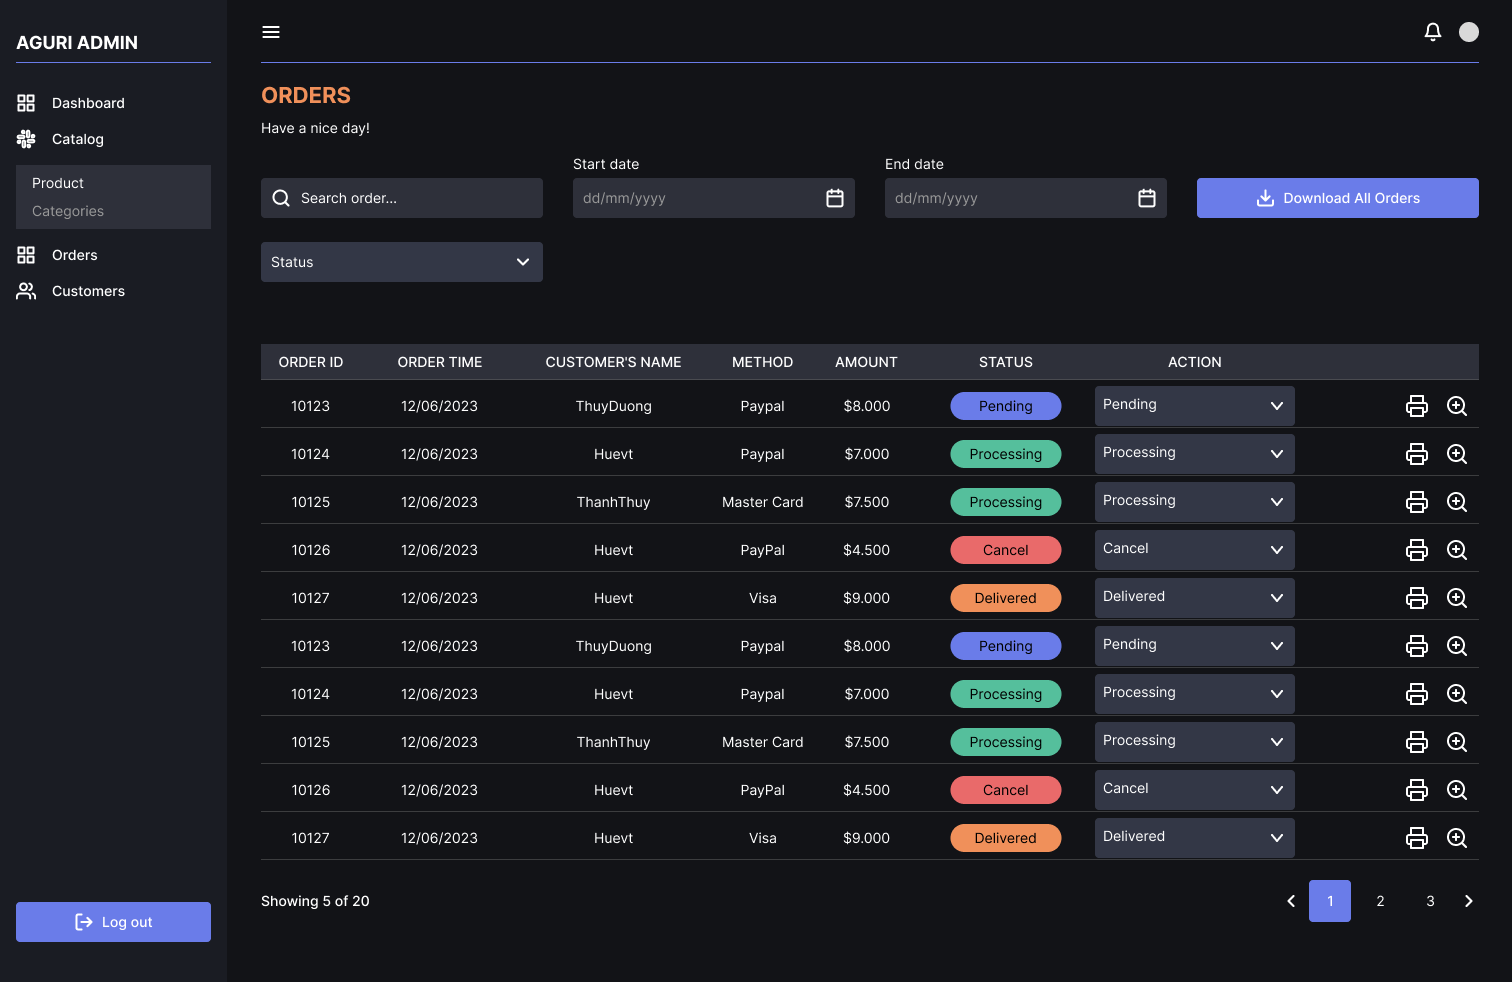 AGURI ADMIN
Dashboard
Catalog
Product
Categories
Orders
Customers
Log out
ORDERS
Have a nice day!
Search order...
Start date
dd/mm/yyyy
End date
dd/mm/yyyy
Download All Orders
Status
ORDER ID ORDER TIME CUSTOMER'S NAME METHOD AMOUNT STATUS ACTION
10123 12/06/2023 ThuyDuong Paypal $8.000 Pending Pending
10124 12/06/2023 Huevt Paypal $7.000 Processing Processing
10125 12/06/2023 ThanhThuy Master Card $7.500 Processing Processing
10126 12/06/2023 Huevt PayPal $4.500 Cancel Cancel
10127 12/06/2023 Huevt Visa $9.000 Delivered Delivered
10123 12/06/2023 ThuyDuong Paypal $8.000 Pending Pending
10124 12/06/2023 Huevt Paypal $7.000 Processing Processing
10125 12/06/2023 ThanhThuy Master Card $7.500 Processing Processing
10126 12/06/2023 Huevt PayPal $4.500 Cancel Cancel
10127 12/06/2023 Huevt Visa $9.000 Delivered Delivered
Showing 5 of 20
1 2 3